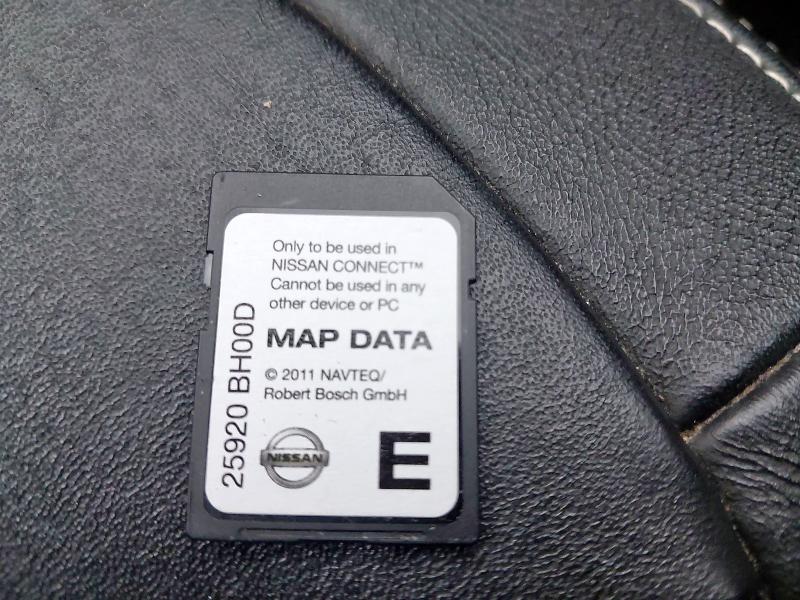 Only to be used in
NISSAN CONNECT™
Cannot be used in any
other device or PC
MAP DATA
© 2011 NAVTEQ/
Robert Bosch GmbH
25920 BH00D
NISSAN
E